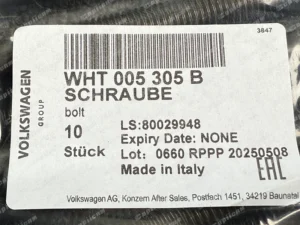 3847
VOLKSWAGEN
GROUP
WHT 005 305 B
SCHRAUBE
bolt
10 LS:80029948
Expiry Date: NONE
Stück Lot: 0660 RPPP 20250508
Made in Italy EAC
Volkswagen AG, Konzern After Sales, Postfach 1451, 34219 Baunatal